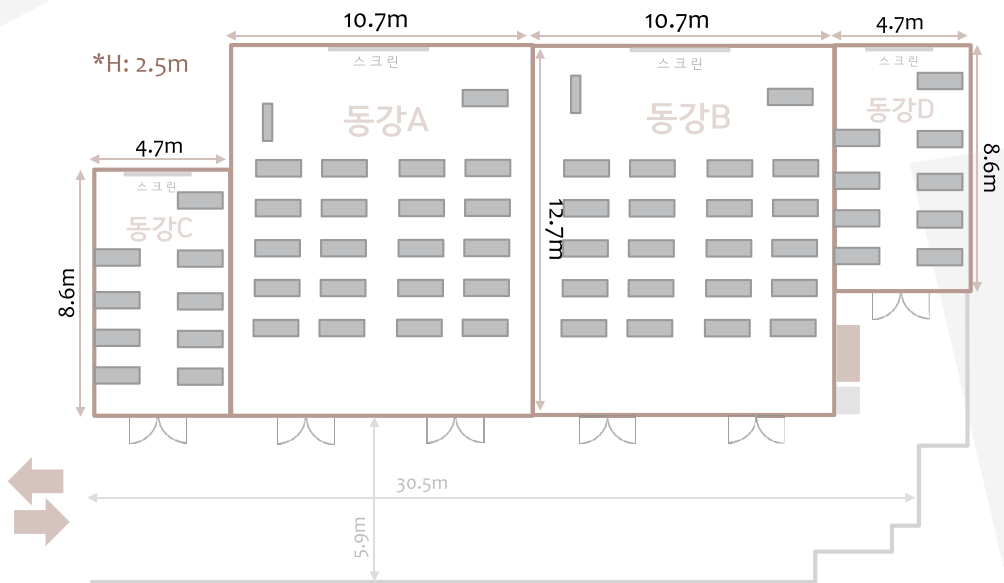 10.7m
10.7m
4.7m
*H: 2.5m
스크린
스크린
스크린
동강A
동강B
동강D
4.7m
8.6m
스크린
동강C
12.7m
8.6m
30.5m
5.9m